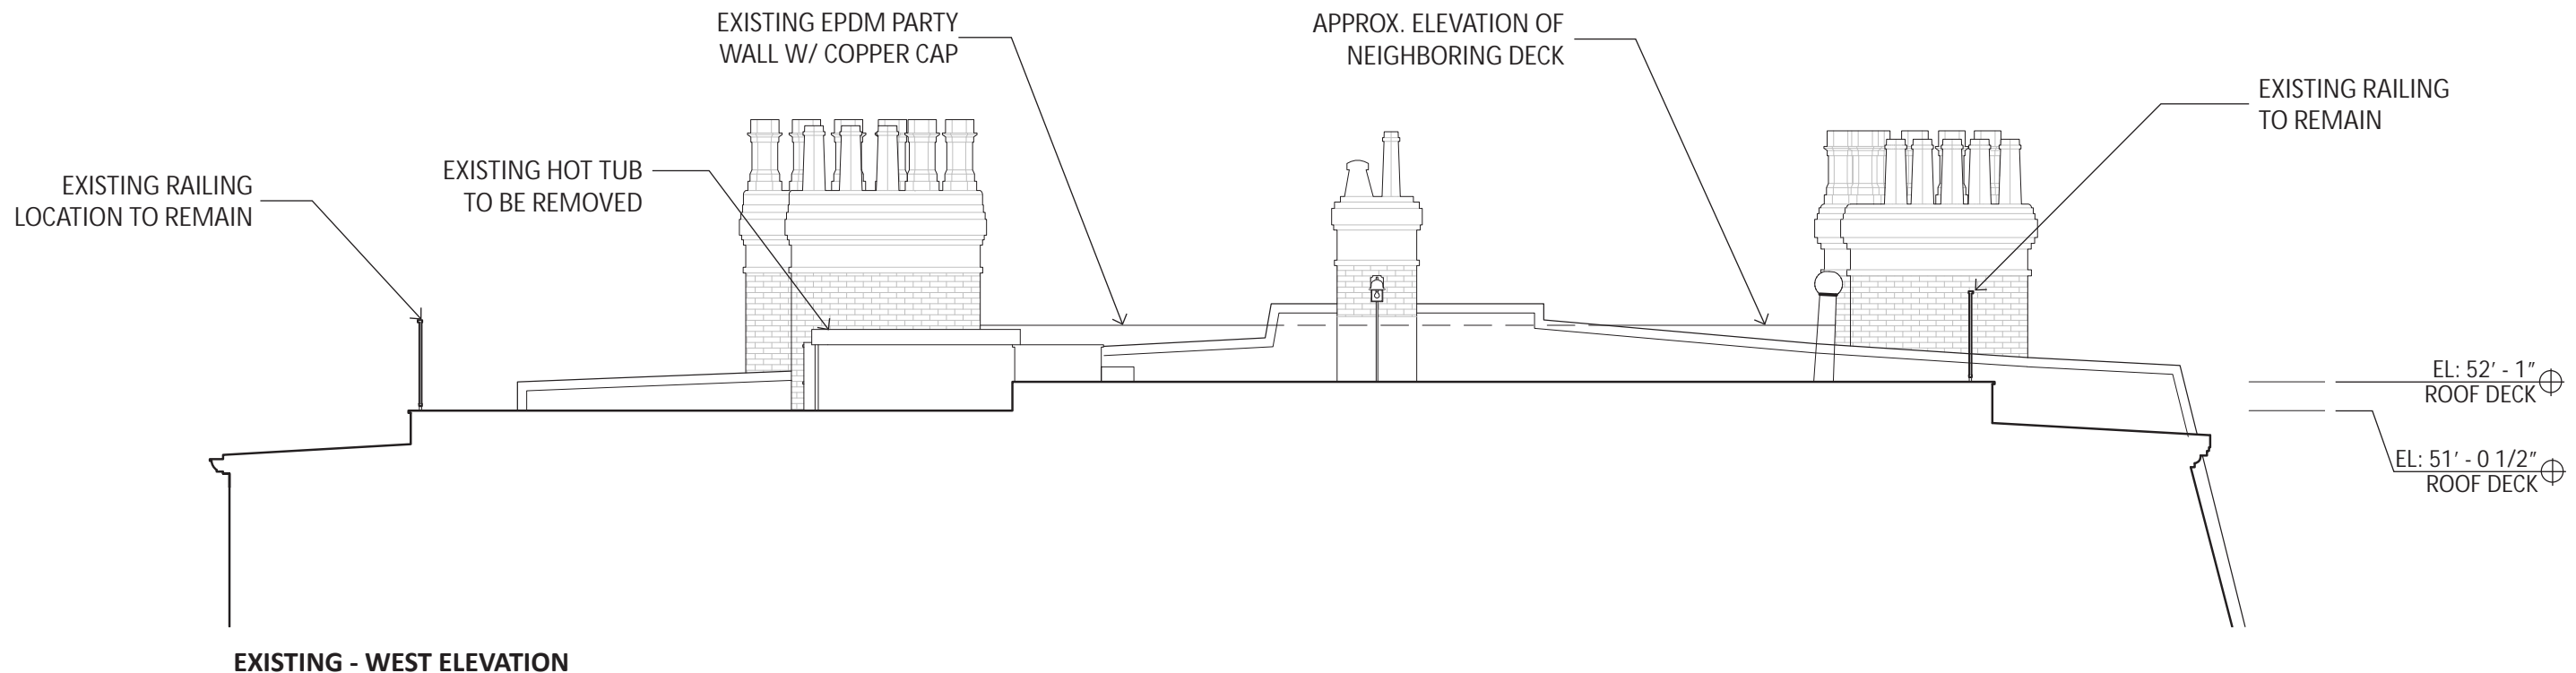 EXISTING EPDM PARTY
WALL W/ COPPER CAP
APPROX. ELEVATION OF
NEIGHBORING DECK
EXISTING RAILING
TO REMAIN
EXISTING HOT TUB
TO BE REMOVED
EXISTING RAILING
LOCATION TO REMAIN
EL: 52' - 1"
ROOF DECK
EL: 51' - 0 1/2"
ROOF DECK
EXISTING - WEST ELEVATION